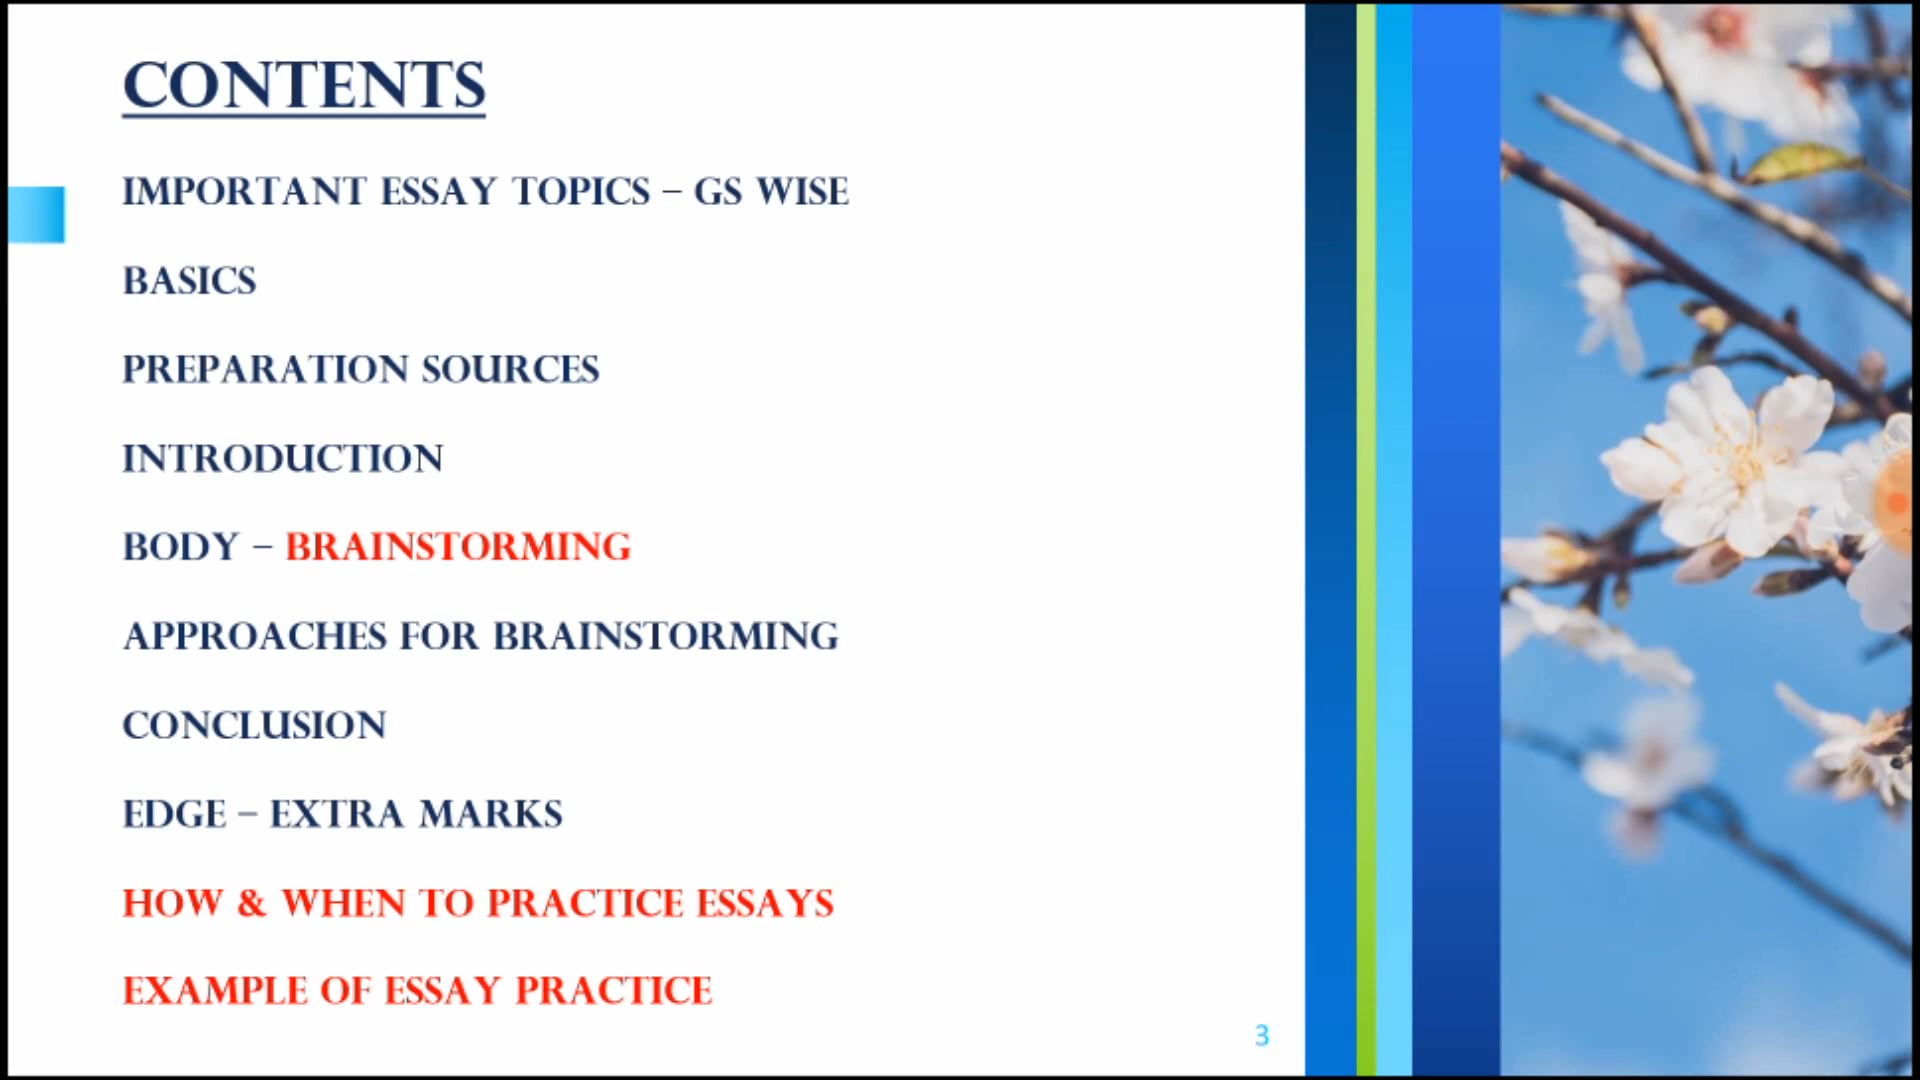 CONTENTS
IMPORTANT ESSAY TOPICS – GS WISE
BASICS
PREPARATION SOURCES
INTRODUCTION
BODY – BRAINSTORMING
APPROACHES FOR BRAINSTORMING
CONCLUSION
EDGE – EXTRA MARKS
HOW & WHEN TO PRACTICE ESSAYS
EXAMPLE OF ESSAY PRACTICE
3